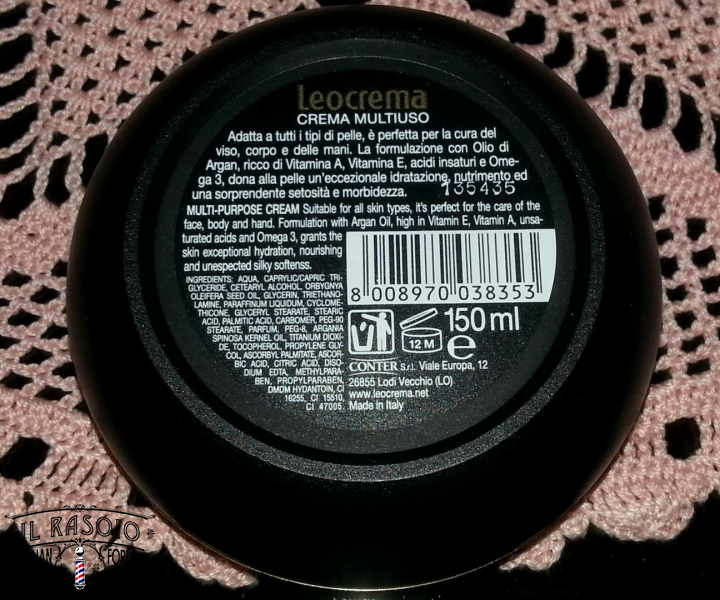 Leocrema
CREMA MULTIUSO
Adatta a tutti i tipi di pelle, è perfetta per la cura del
viso, corpo e delle mani. La formulazione con Olio di
Argan, ricco di Vitamina A, Vitamina E, acidi insaturi e Ome-
ga 3, dona alla pelle un'eccezionale idratazione, nutrimento ed
una sorprendente setosità e morbidezza.
135435
MULTI-PURPOSE CREAM Suitable for all skin types, it's perfect for the care of the
face, body and hand. Formulation with Argan Oil, high in Vitamin E, Vitamin A, unsa-
turated acids and Omega 3, grants the
skin exceptional hydration, nourishing
and unexpected silky softenss.
INGREDIENTS: AQUA, CAPRYLIC/CAPRIC TRI-
GLYCERIDE, CETEARYL ALCOHOL, ORBYGNYA
OLEIFERA SEED OIL, GLYCERIN, TRIETHANO-
LAMINE, PARAFFINUM LIQUIDUM, CYCLOME-
THICONE, GLYCERYL STEARATE, STEARIC
ACID, PALMITIC ACID, CARBOMER, PEG-90
STEARATE, PARFUM, PEG-8, ARGANIA
SPINOSA KERNEL OIL, TITANIUM DIOXI-
DE, TOCOPHEROL, PROPYLENE GLY-
COL, ASCORBYL PALMITATE, ASCOR-
BIC ACID, CITRIC ACID, DISO-
DIUM EDTA, METHYLPARA-
BEN, PROPYLPARABEN,
DMDM HYDANTOIN, CI
16255, CI 15510,
CI 47005
8 008970 038353
12 M
150 ml
e
CONTER S.r.l. Viale Europa, 12
26855 Lodi Vecchio (LO)
www.leocrema.net
Made in Italy
IL RASOIO